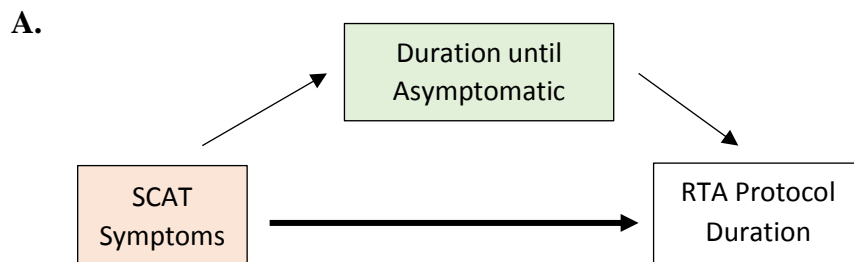 A.
Duration until
Asymptomatic
SCAT
Symptoms
RTA Protocol
Duration